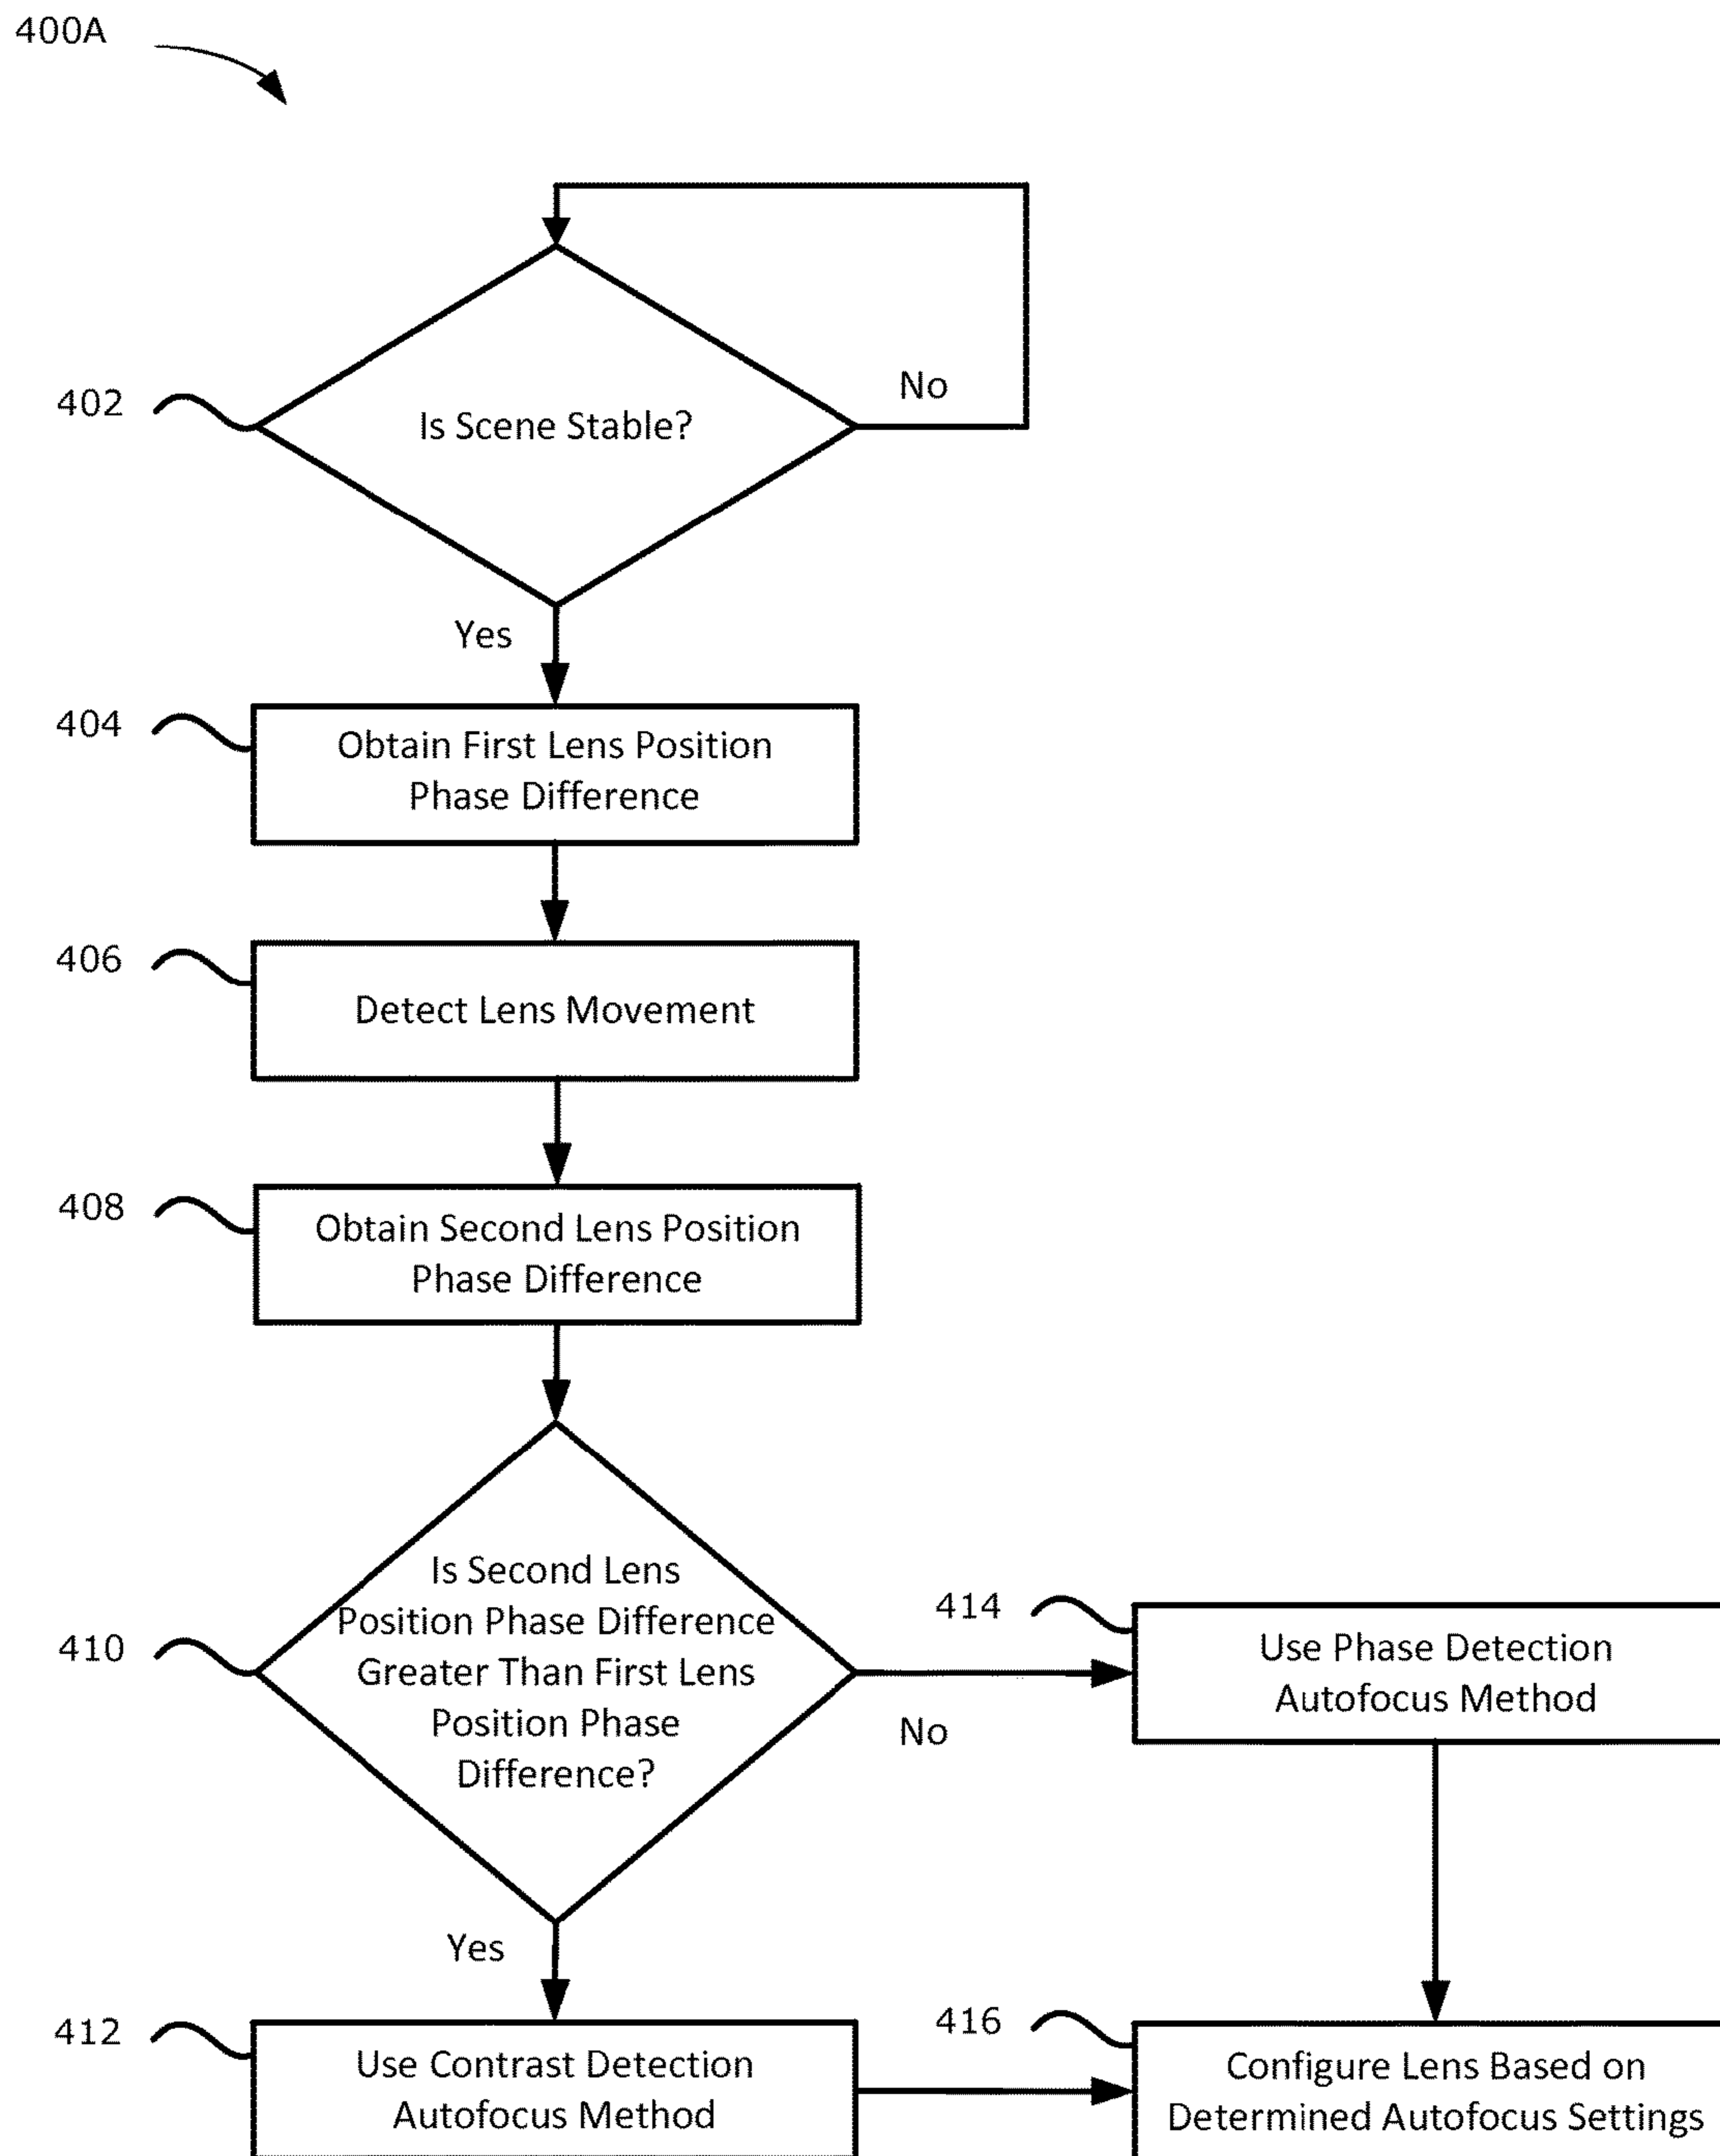 400A
402
Is Scene Stable?
No
Yes
404
Obtain First Lens Position
Phase Difference
406
Detect Lens Movement
408
Obtain Second Lens Position
Phase Difference
410
Is Second Lens
Position Phase Difference
Greater Than First Lens
Position Phase
Difference?
No
414
Use Phase Detection
Autofocus Method
Yes
412
Use Contrast Detection
Autofocus Method
416
Configure Lens Based on
Determined Autofocus Settings